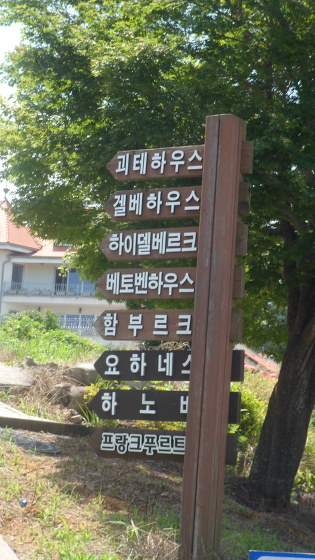 괴테하우스
겔베하우스
하이델베르크
베토벤하우스
함부르크
요하네스
하노버
프랑크푸르트